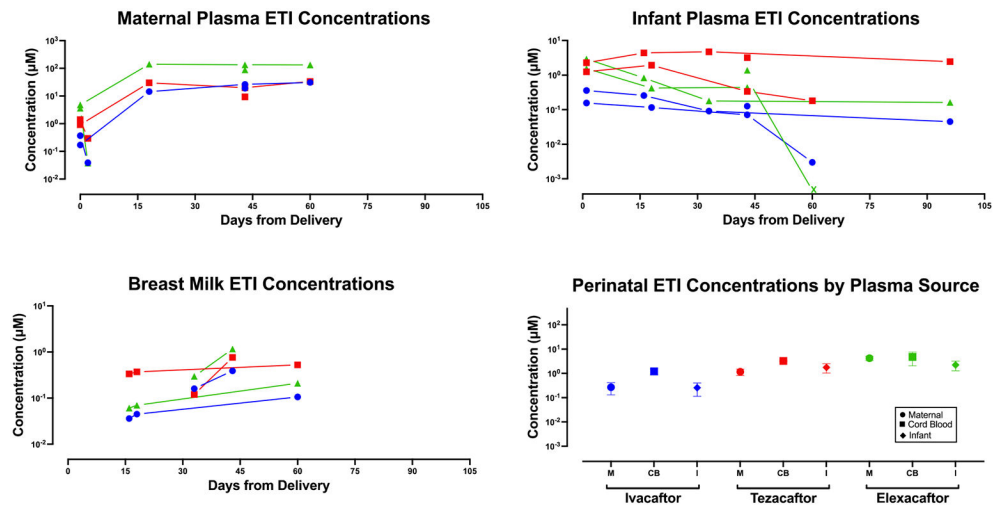 Maternal Plasma ETI Concentrations
Concentration (µM)
10³
10²
10¹
10⁰
10⁻¹
10⁻²
0 15 30 45 60 75 90 105
Days from Delivery
Infant Plasma ETI Concentrations
Concentration (µM)
10¹
10⁰
10⁻¹
10⁻²
10⁻³
X
0 15 30 45 60 75 90 105
Days from Delivery
Breast Milk ETI Concentrations
Concentration (µM)
10¹
10⁰
10⁻¹
10⁻²
0 15 30 45 60 75 90 105
Days from Delivery
Perinatal ETI Concentrations by Plasma Source
Concentration (µM)
10²
10¹
10⁰
10⁻¹
10⁻²
10⁻³
Maternal
Cord Blood
Infant
M CB I M CB I M CB I
Ivacaftor Tezacaftor Elexacaftor